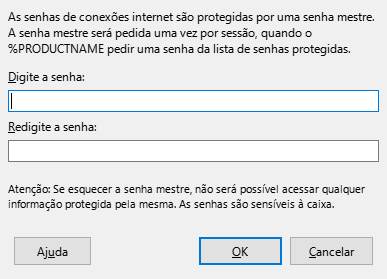 As senhas de conexões internet são protegidas por uma senha mestre.
A senha mestre será pedida uma vez por sessão, quando o
%PRODUCTNAME pedir uma senha da lista de senhas protegidas.
Digite a senha:
Redigite a senha:
Atenção: Se esquecer a senha mestre, não será possível acessar qualquer
informação protegida pela mesma. As senhas são sensíveis à caixa.
Ajuda
OK
Cancelar